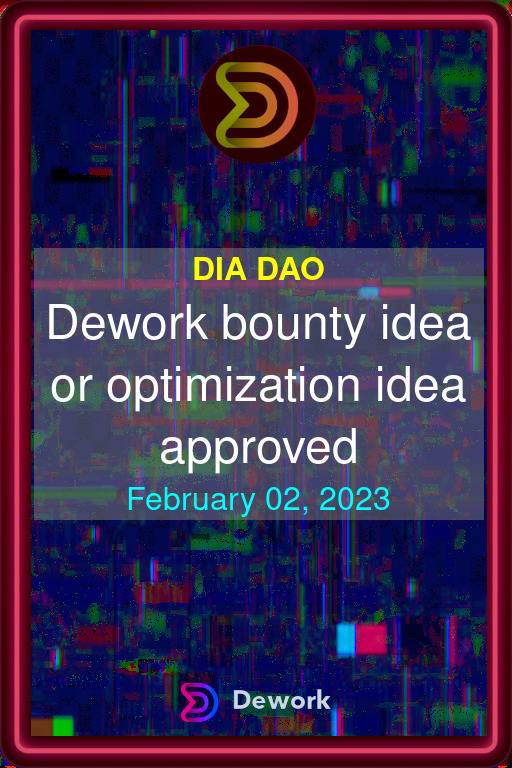 DIA DAO
Dework bounty idea
or optimization idea
approved
February 02, 2023
Dework